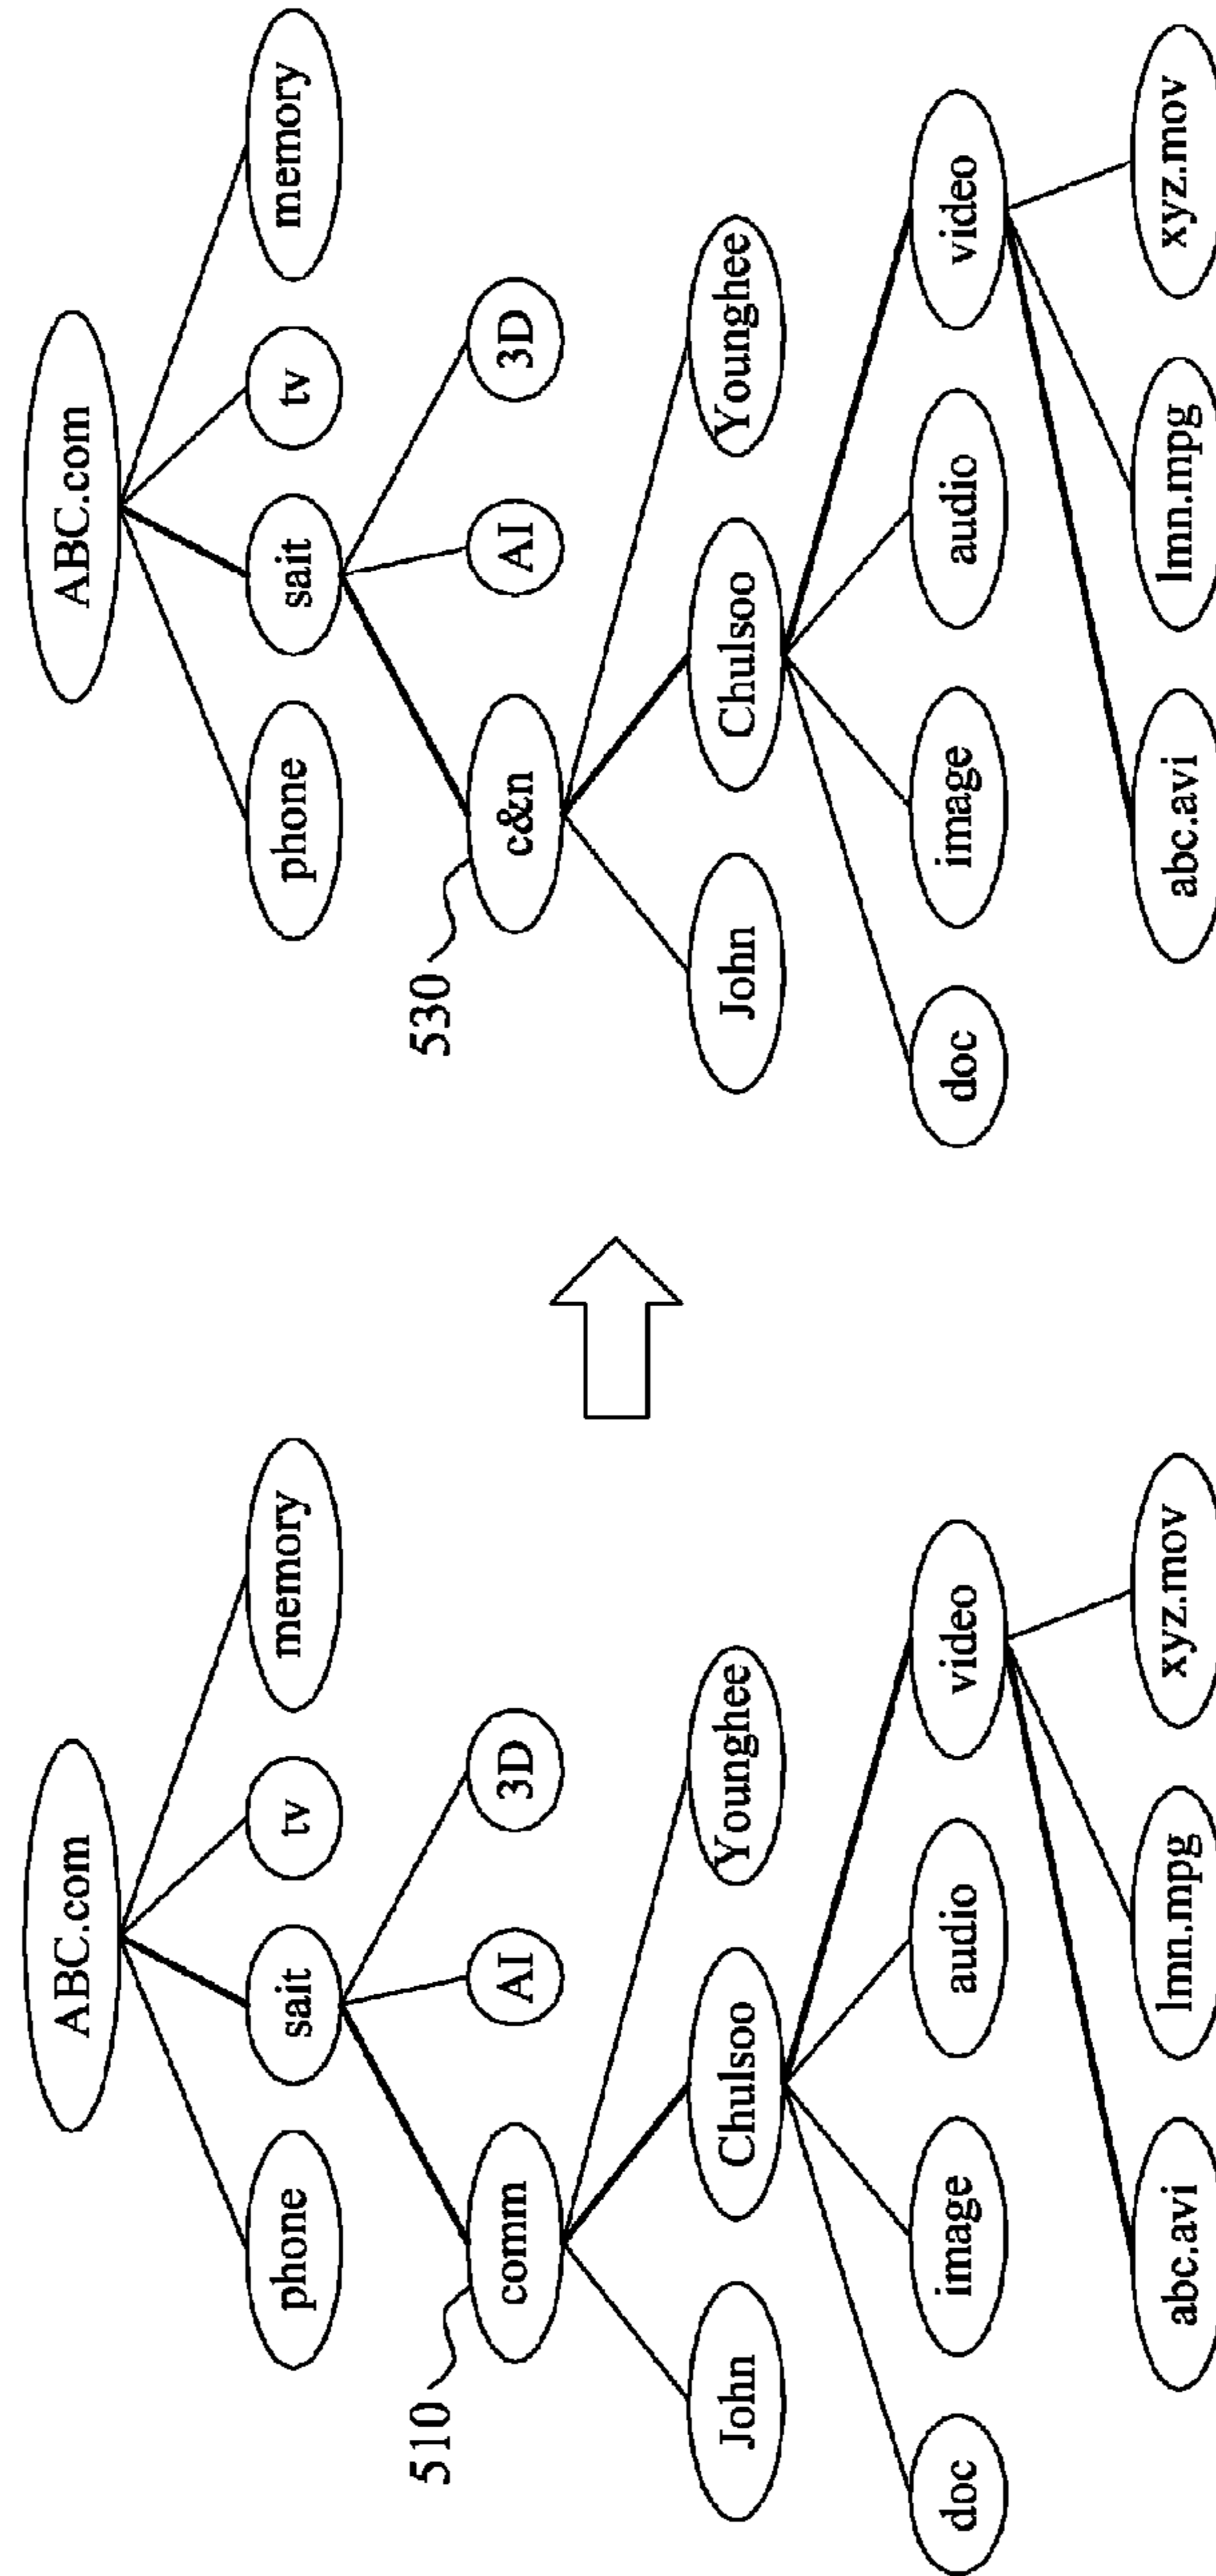 ABC.com
phone sait tv memory
510
comm AI 3D
John Chulsoo Younghee
doc image audio video
abc.avi lmn.mpg xyz.mov
ABC.com
phone sait tv memory
530
c&n AI 3D
John Chulsoo Younghee
doc image audio video
abc.avi lmn.mpg xyz.mov